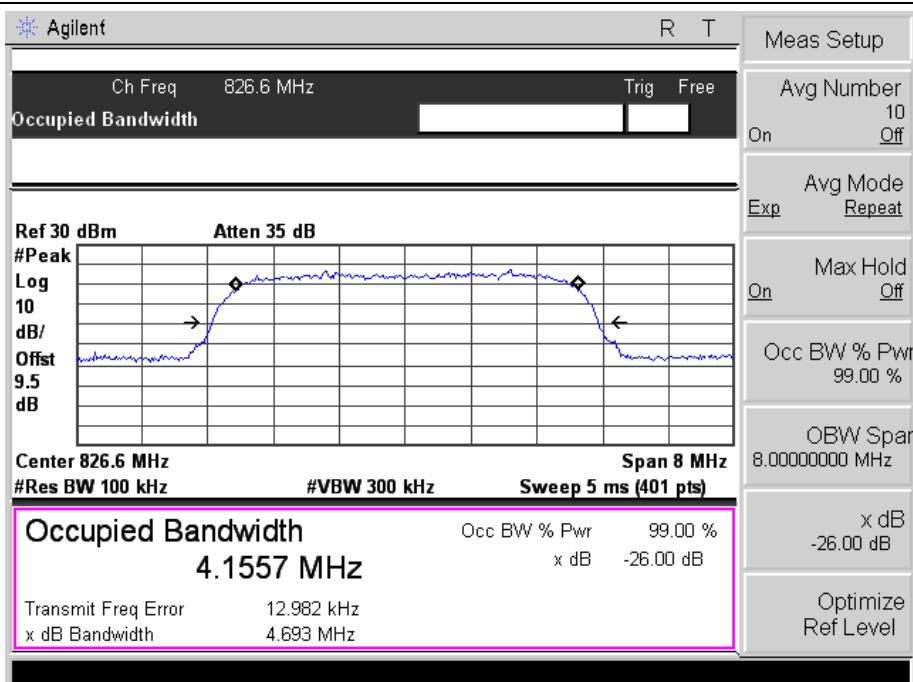 Agilent R T
Ch Freq 826.6 MHz Trig Free
Occupied Bandwidth
Ref 30 dBm Atten 35 dB
#Peak
Log
10
dB/
Offst
9.5
dB
Center 826.6 MHz Span 8 MHz
#Res BW 100 kHz #VBW 300 kHz Sweep 5 ms (401 pts)
Occupied Bandwidth
4.1557 MHz
Occ BW % Pwr 99.00 %
x dB -26.00 dB
Transmit Freq Error 12.982 kHz
x dB Bandwidth 4.693 MHz
Meas Setup
Avg Number
10
On Off
Avg Mode
Exp Repeat
Max Hold
On Off
Occ BW % Pwr
99.00 %
OBW Span
8.00000000 MHz
x dB
-26.00 dB
Optimize
Ref Level